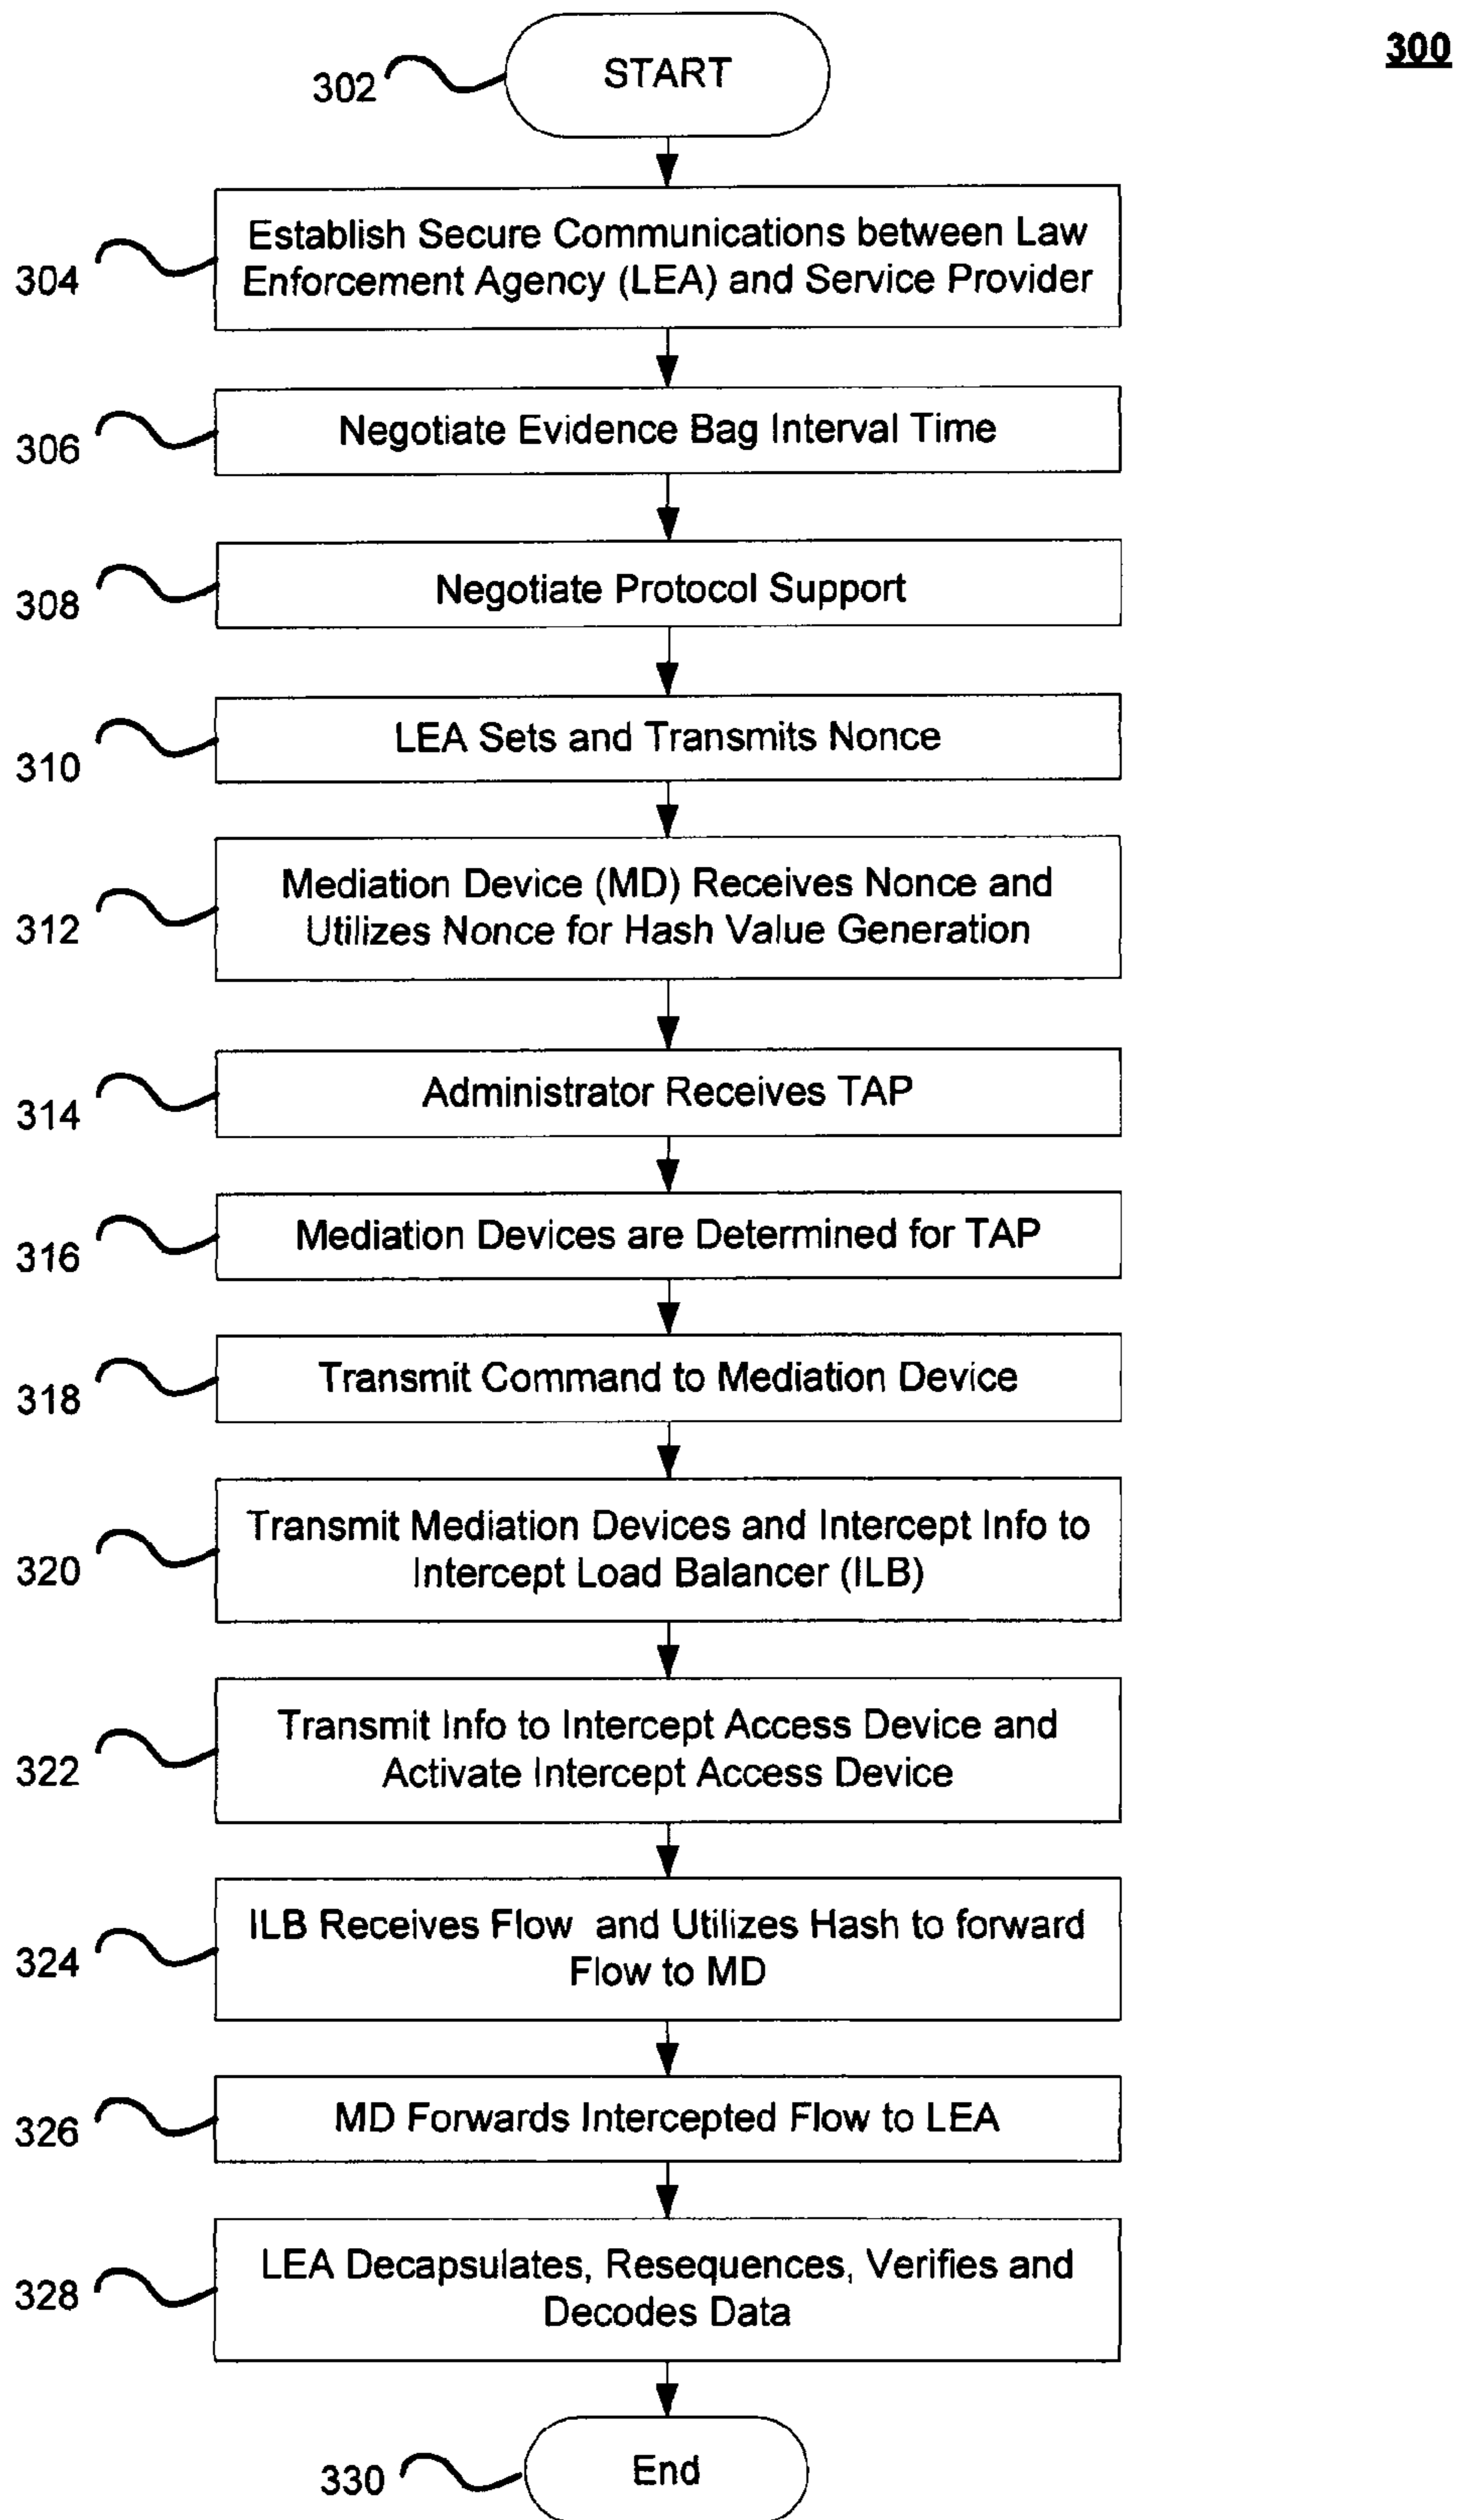 300
302
START
304
Establish Secure Communications between Law
Enforcement Agency (LEA) and Service Provider
306
Negotiate Evidence Bag Interval Time
308
Negotiate Protocol Support
310
LEA Sets and Transmits Nonce
312
Mediation Device (MD) Receives Nonce and
Utilizes Nonce for Hash Value Generation
314
Administrator Receives TAP
316
Mediation Devices are Determined for TAP
318
Transmit Command to Mediation Device
320
Transmit Mediation Devices and Intercept Info to
Intercept Load Balancer (ILB)
322
Transmit Info to Intercept Access Device and
Activate Intercept Access Device
324
ILB Receives Flow and Utilizes Hash to forward
Flow to MD
326
MD Forwards Intercepted Flow to LEA
328
LEA Decapsulates, Resequences, Verifies and
Decodes Data
330
End